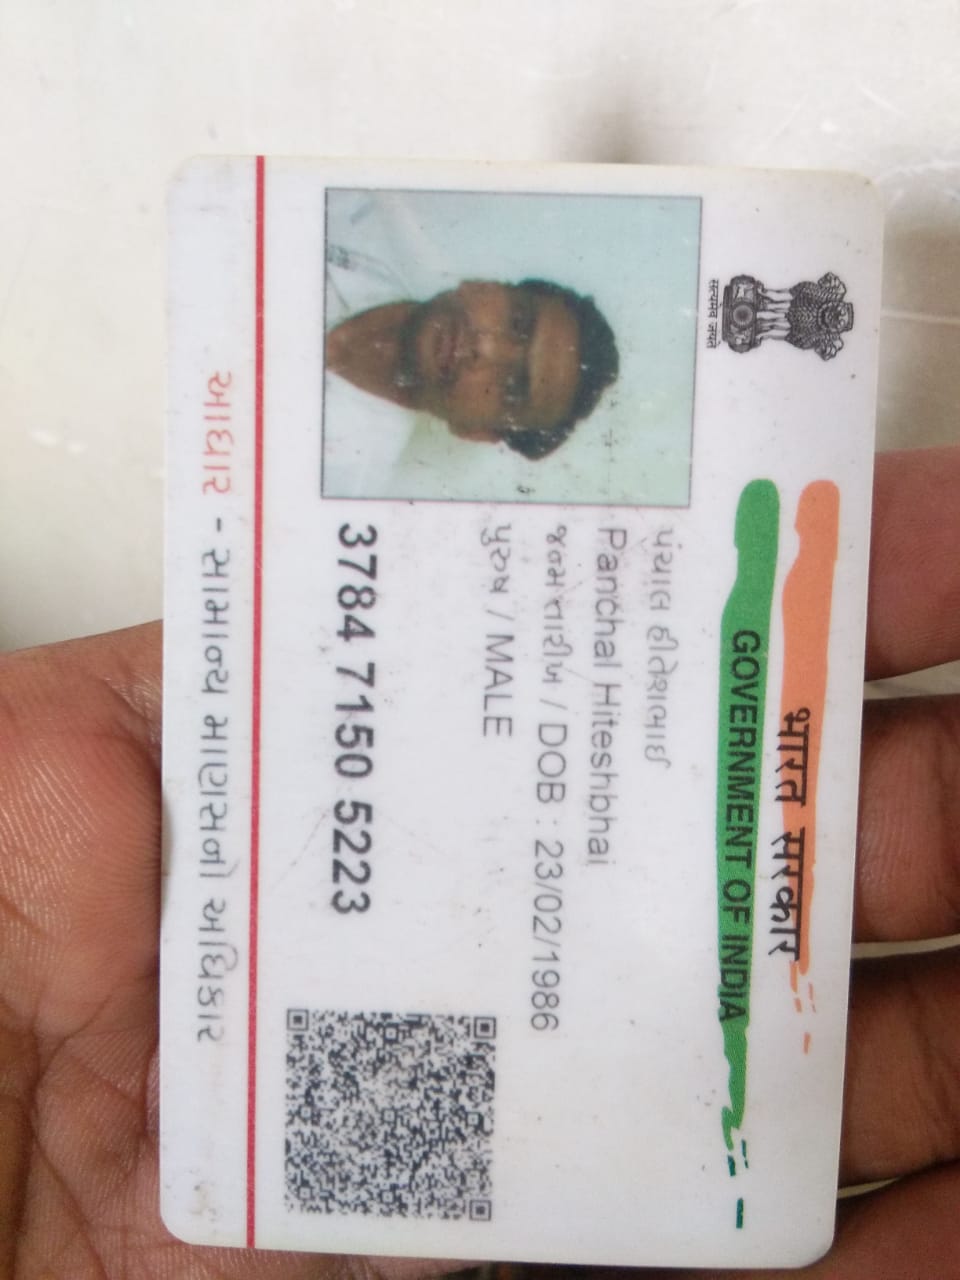 भारत सरकार
GOVERNMENT OF INDIA
सत्यमेव जयते
પંચાલ હીતેશભાઈ
Panchal Hiteshbhai
જન્મ તારીખ / DOB : 23/02/1986
પુરુષ / MALE
3784 7150 5223
આધાર - સામાન્ય માણસનો અધિકાર